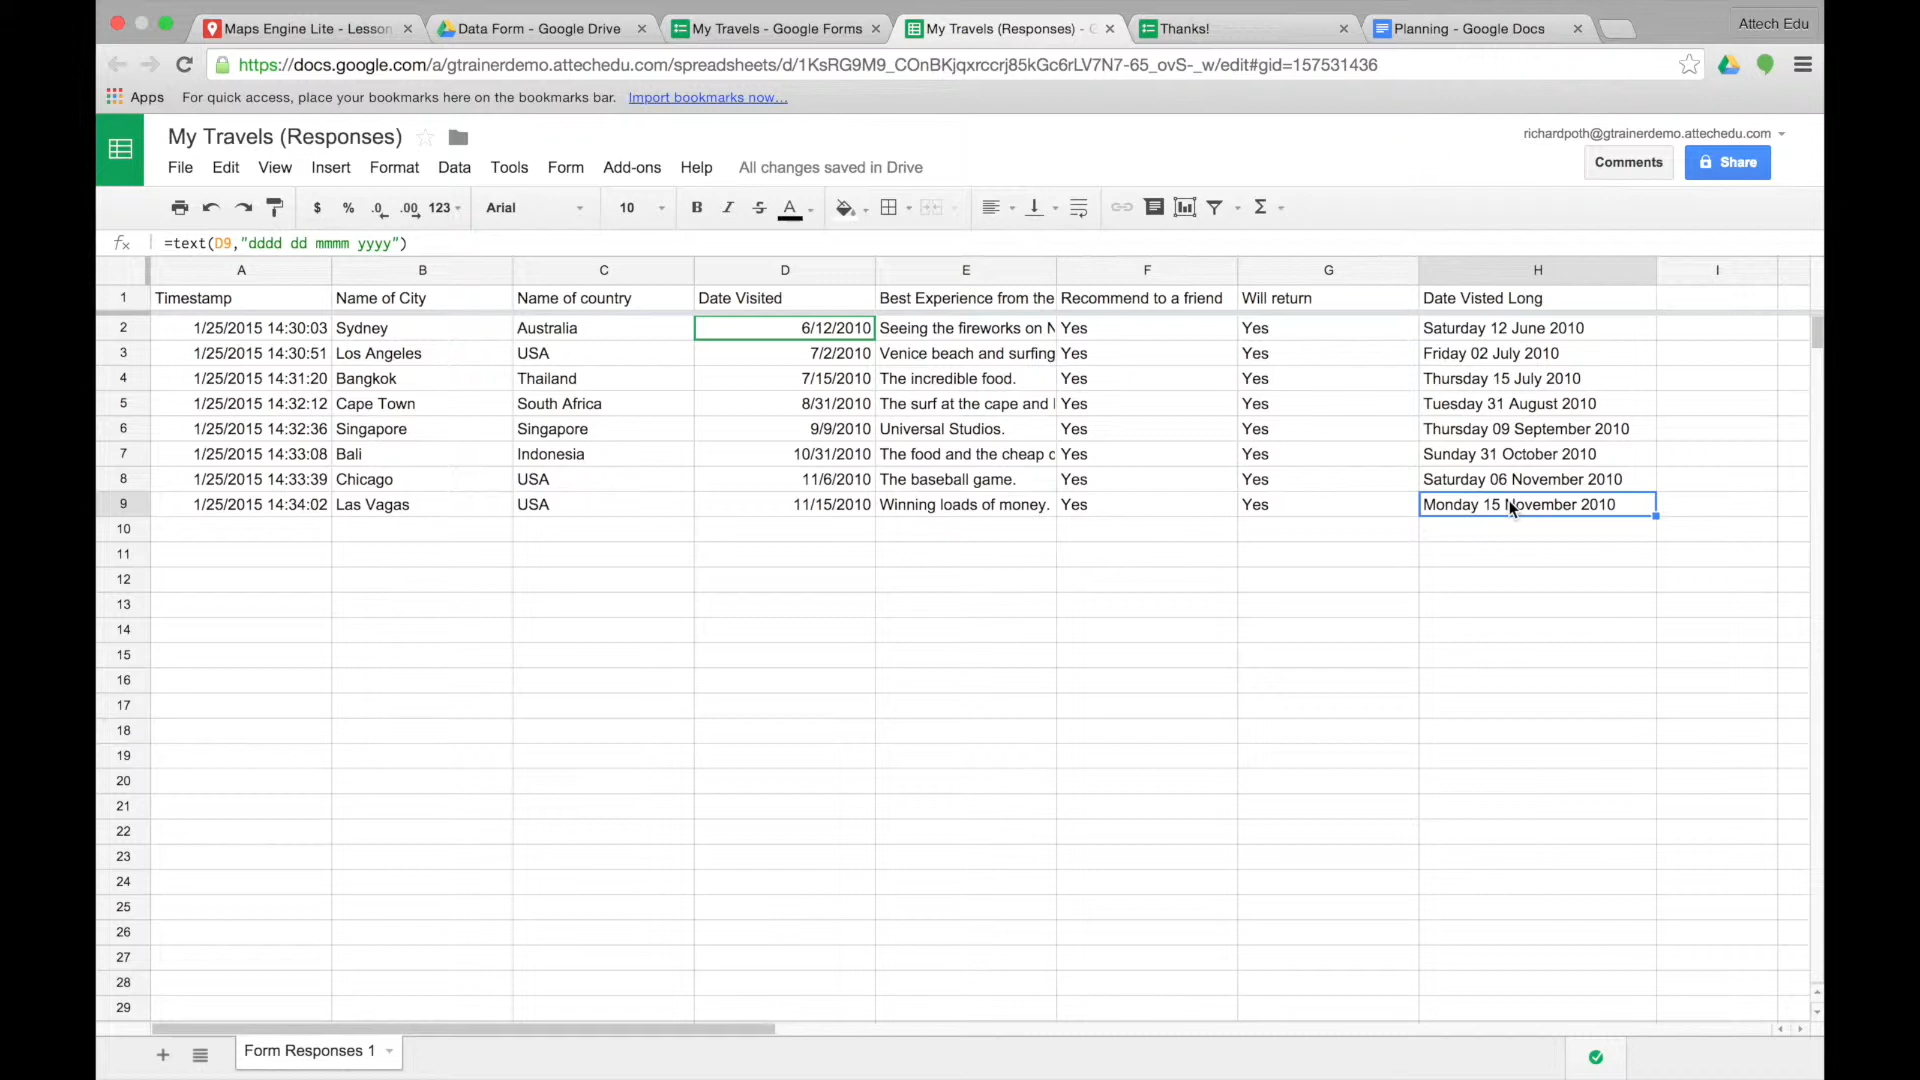 Maps Engine Lite - Lesson
Data Form - Google Drive
My Travels - Google Forms
My Travels (Responses) -
Thanks!
Planning - Google Docs
Attech Edu
https://docs.google.com/a/gtrainerdemo.attechedu.com/spreadsheets/d/1KsRG9M9_COnBKjqxrccrj85kGc6rLV7N7-65_ovS-_w/edit#gid=157531436
Apps For quick access, place your bookmarks here on the bookmarks bar. Import bookmarks now...
My Travels (Responses)
richardpoth@gtrainerdemo.attechedu.com
File Edit View Insert Format Data Tools Form Add-ons Help All changes saved in Drive
Comments
Share
$ % .0 .00 123 Arial 10 B I S A Σ
fx =text(D9,"dddd dd mmmm yyyy")
A B C D E F G H I
1 Timestamp Name of City Name of country Date Visited Best Experience from the Recommend to a friend Will return Date Visted Long
2 1/25/2015 14:30:03 Sydney Australia 6/12/2010 Seeing the fireworks on N Yes Yes Saturday 12 June 2010
3 1/25/2015 14:30:51 Los Angeles USA 7/2/2010 Venice beach and surfing Yes Yes Friday 02 July 2010
4 1/25/2015 14:31:20 Bangkok Thailand 7/15/2010 The incredible food. Yes Yes Thursday 15 July 2010
5 1/25/2015 14:32:12 Cape Town South Africa 8/31/2010 The surf at the cape and Yes Yes Tuesday 31 August 2010
6 1/25/2015 14:32:36 Singapore Singapore 9/9/2010 Universal Studios. Yes Yes Thursday 09 September 2010
7 1/25/2015 14:33:08 Bali Indonesia 10/31/2010 The food and the cheap Yes Yes Sunday 31 October 2010
8 1/25/2015 14:33:39 Chicago USA 11/6/2010 The baseball game. Yes Yes Saturday 06 November 2010
9 1/25/2015 14:34:02 Las Vagas USA 11/15/2010 Winning loads of money. Yes Yes Monday 15 November 2010
10
11
12
13
14
15
16
17
18
19
20
21
22
23
24
25
26
27
28
29
Form Responses 1